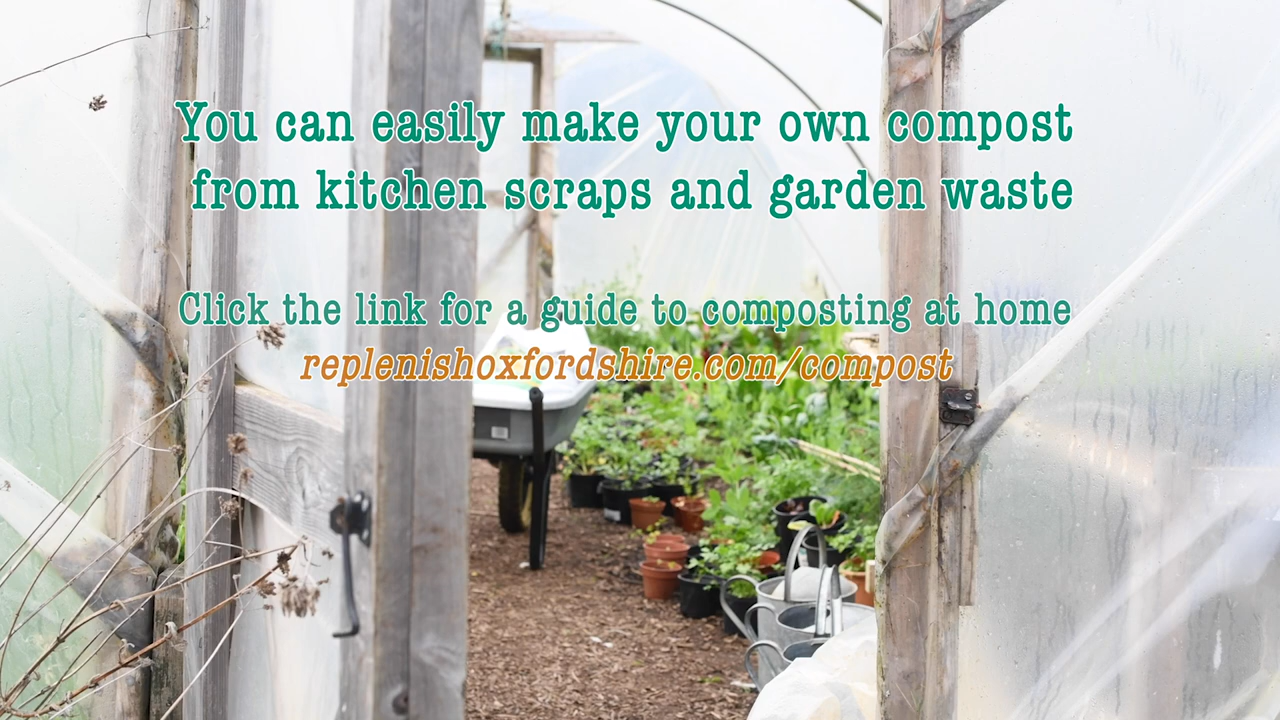 You can easily make your own compost
from kitchen scraps and garden waste
Click the link for a guide to composting at home
replenishoxfordshire.com/compost